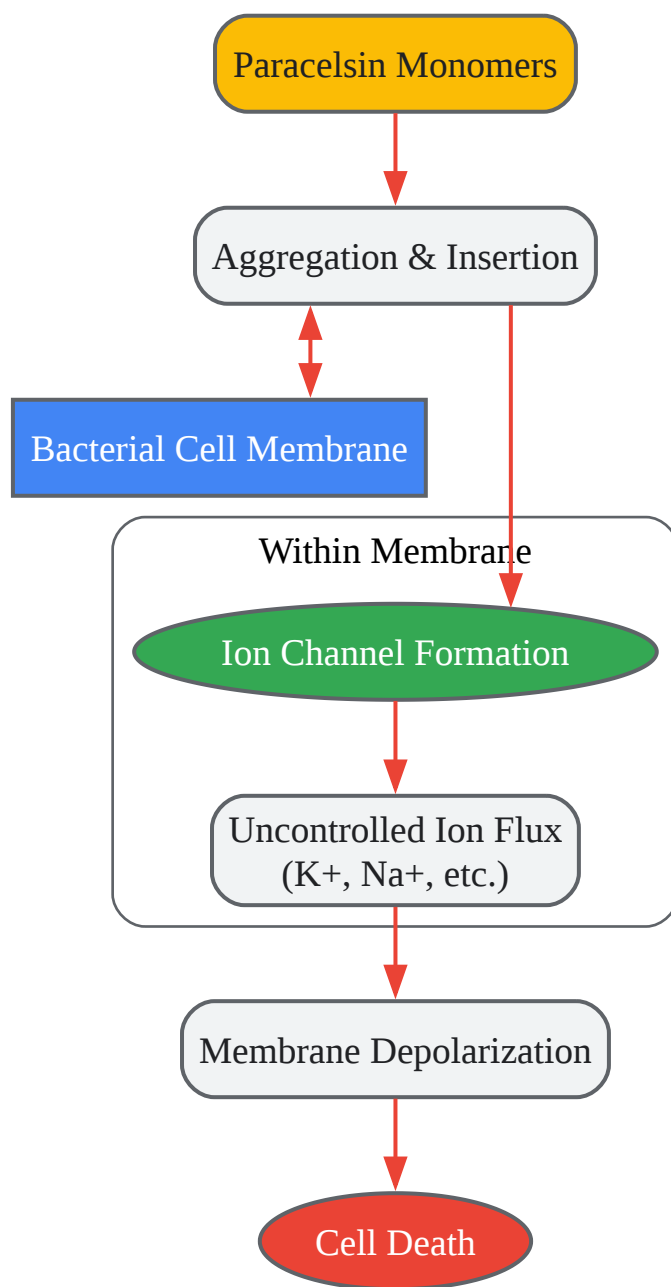 Paracelsin Monomers
Aggregation & Insertion
Bacterial Cell Membrane
Within Membrane
Ion Channel Formation
Uncontrolled Ion Flux
(K+, Na+, etc.)
Membrane Depolarization
Cell Death